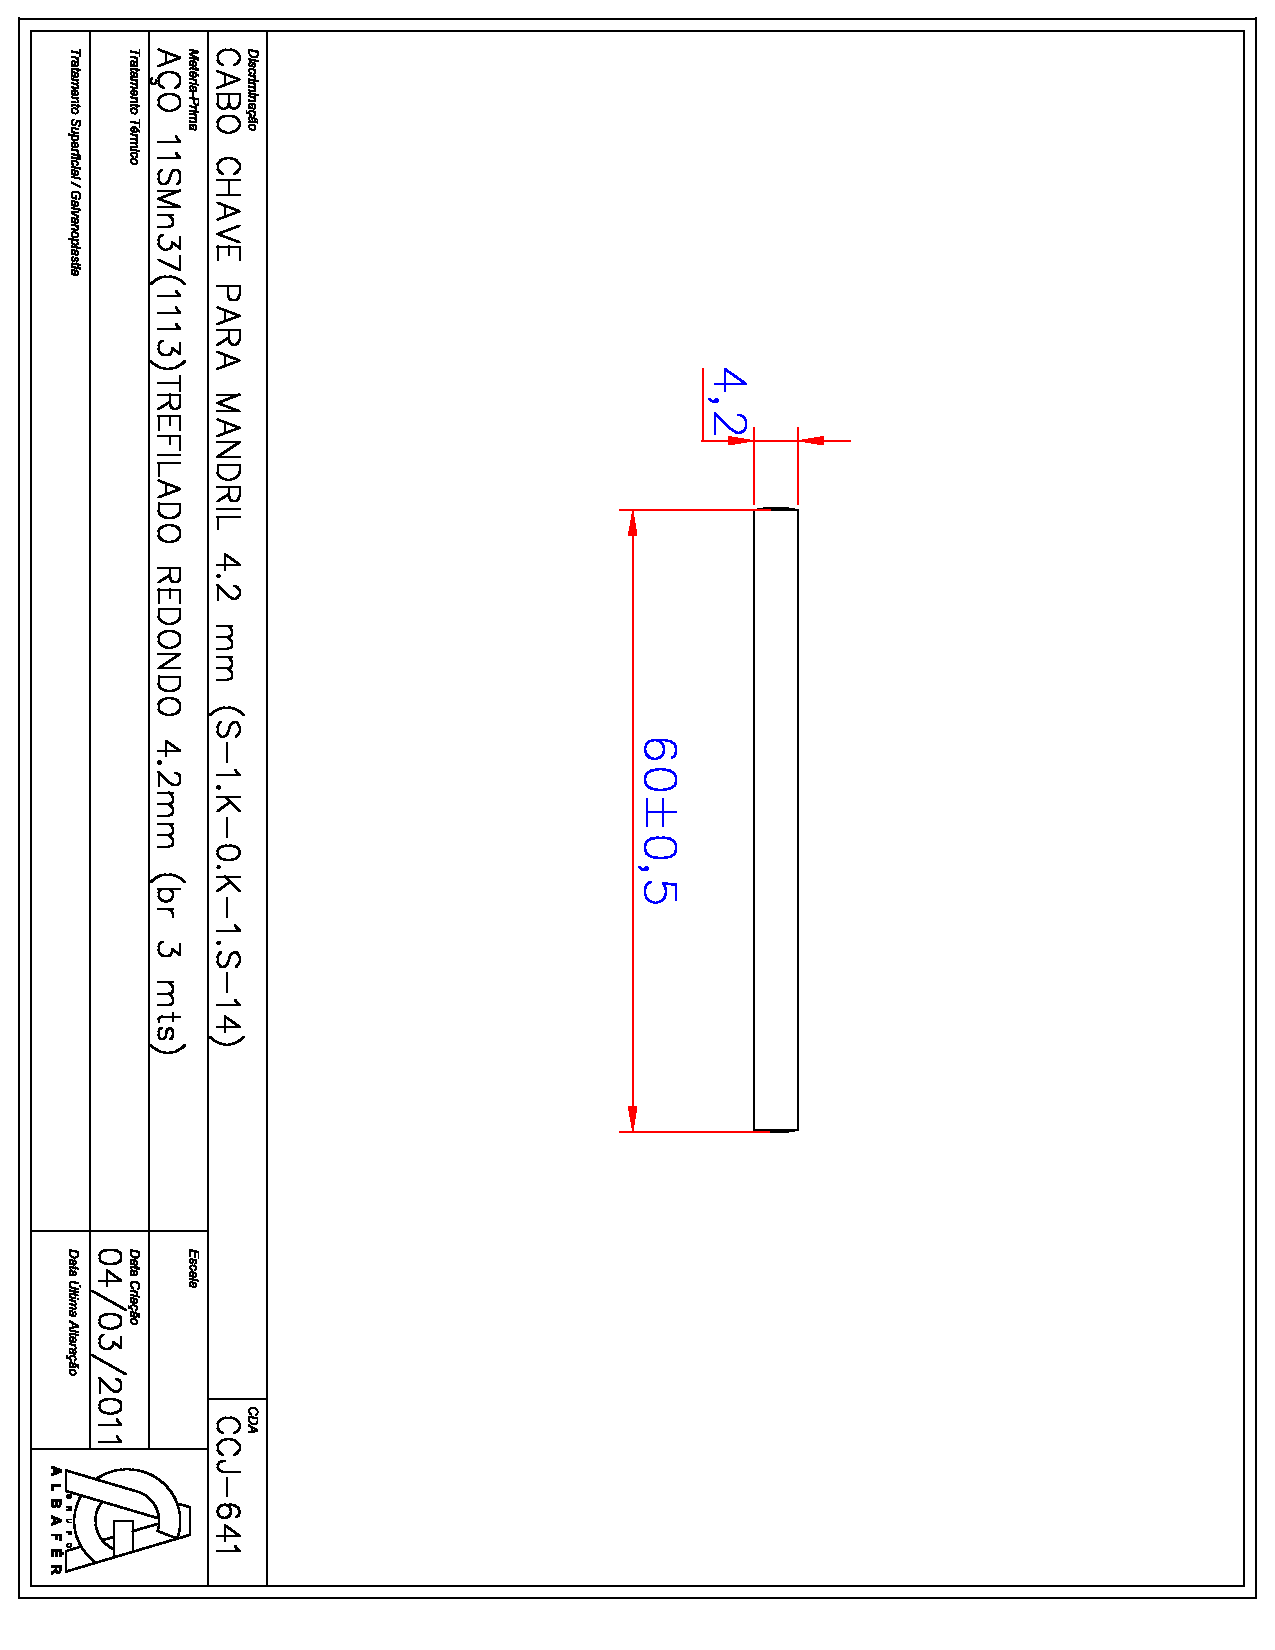 4,2
60±0,5
Discriminação
CABO CHAVE PARA MANDRIL 4.2 mm (S-1.K-0.K-1.S-14)
CDA
CCJ-641
Matéria-Prima
AÇO 11SMn37(1113)TREFILADO REDONDO 4.2mm (br 3 mts)
Escala
Tratamento Térmico
Data Criação
04/03/2011
Tratamento Superficial / Galvanoplastia
Data Última Alteração
GRUPO
ALBAFÉR